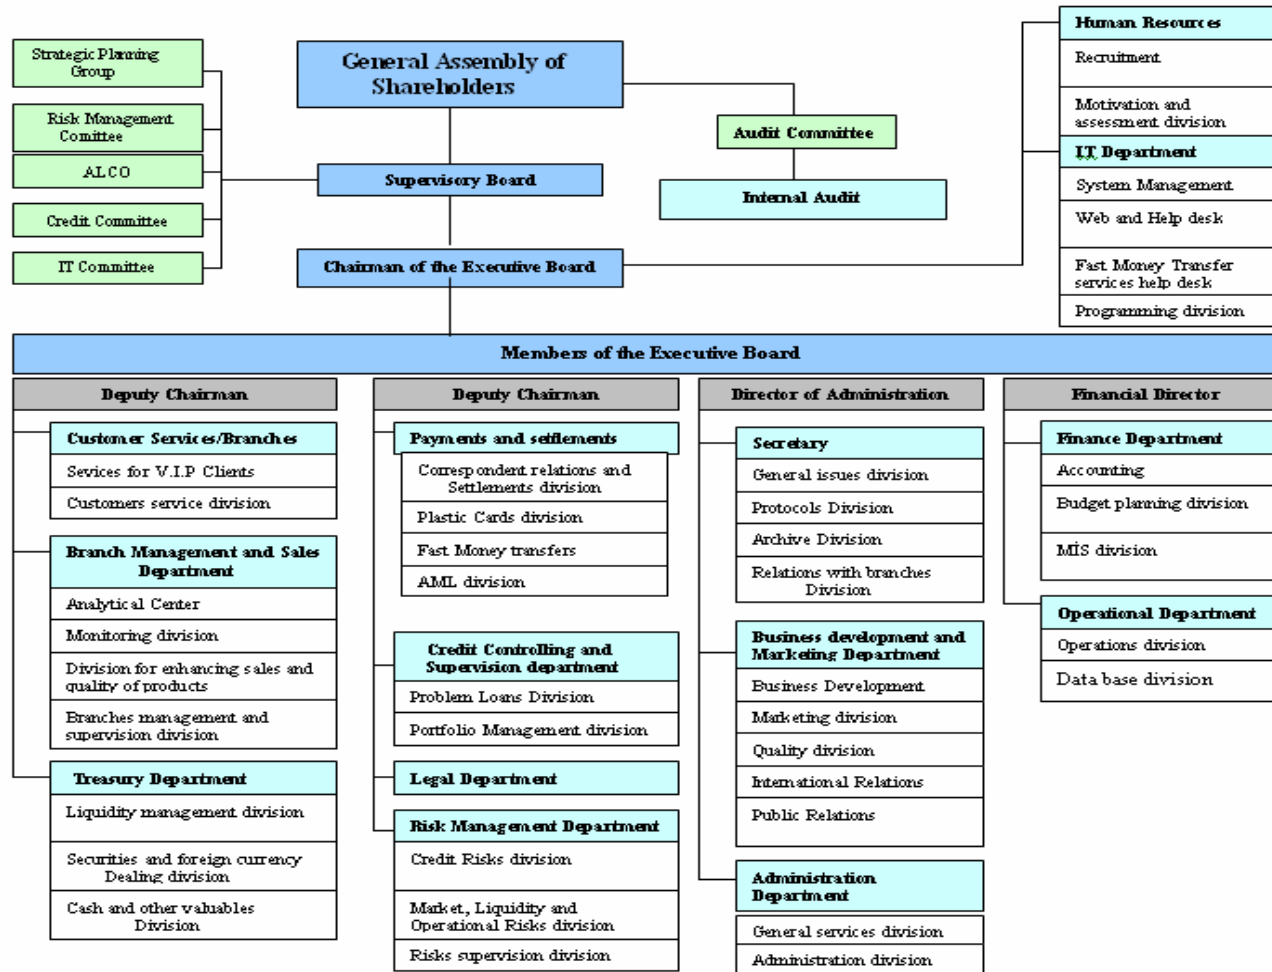 Strategic Planning
Group
Risk Management
Comittee
ALCO
Credit Committee
IT Committee
General Assembly of
Shareholders
Supervisory Board
Chairman of the Executive Board
Audit Committee
Internal Audit
Human Resources
Recruitment
Motivation and
assessment division
IT Department
System Management
Web and Help desk
Fast Money Transfer
services help desk
Programming division
Members of the Executive Board
Deputy Chairman
Customer Services/Branches
Sevices for V.I.P Clients
Customers service division
Branch Management and Sales
Department
Analytical Center
Monitoring division
Division for enhancing sales and
quality of products
Branches management and
supervision division
Treasury Department
Liquidity management division
Securities and foreign currency
Dealing division
Cash and other valuables
Division
Deputy Chairman
Payments and settlements
Correspondent relations and
Settlements division
Plastic Cards division
Fast Money transfers
AML division
Credit Controlling and
Supervision department
Problem Loans Division
Portfolio Management division
Legal Department
Risk Management Department
Credit Risks division
Market, Liquidity and
Operational Risks division
Risks supervision division
Director of Administration
Secretary
General issues division
Protocols Division
Archive Division
Relations with branches
Division
Business development and
Marketing Department
Business Development
Marketing division
Quality division
International Relations
Public Relations
Administration
Department
General services division
Administration division
Financial Director
Finance Department
Accounting
Budget planning division
MİS division
Operational Department
Operations division
Data base division